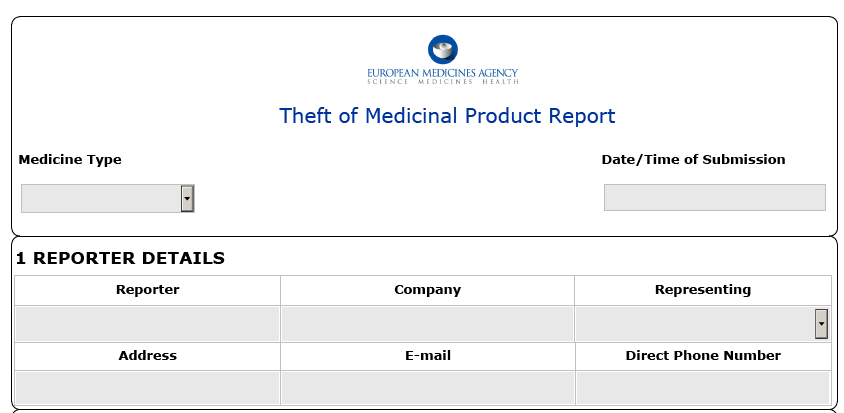 EUROPEAN MEDICINES AGENCY
SCIENCE MEDICINES HEALTH
Theft of Medicinal Product Report
Medicine Type
Date/Time of Submission
1 REPORTER DETAILS
Reporter
Company
Representing
Address
E-mail
Direct Phone Number